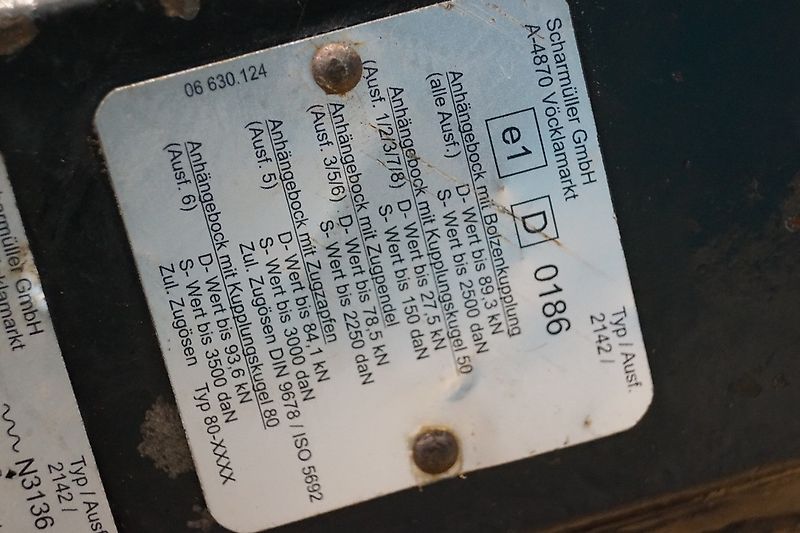 Scharmüller GmbH
A-4870 Vöcklamarkt
Typ / Ausf.
2142 /
e1 D 0186
Anhängebock mit Bolzenkupplung
(alle Ausf.) D- Wert bis 89,3 kN
S- Wert bis 2500 daN
Anhängebock mit Kupplungskugel 50
(Ausf. 1/2/3/7/8) D- Wert bis 27,5 kN
S- Wert bis 150 daN
Anhängebock mit Zugpendel
(Ausf. 3/5/6) D- Wert bis 78,5 kN
S- Wert bis 2250 daN
Anhängebock mit Zugzapfen
(Ausf. 5) D- Wert bis 84,1 kN
S- Wert bis 3000 daN
Zul. Zugösen DIN 9678 / ISO 5692
Anhängebock mit Kupplungskugel 80
(Ausf. 6) D- Wert bis 93,6 kN
S- Wert bis 3500 daN
Zul. Zugösen Typ 80-XXXX
06 630.124
müller GmbH
cklamarkt
Typ / Ausf
2142 /
N3136